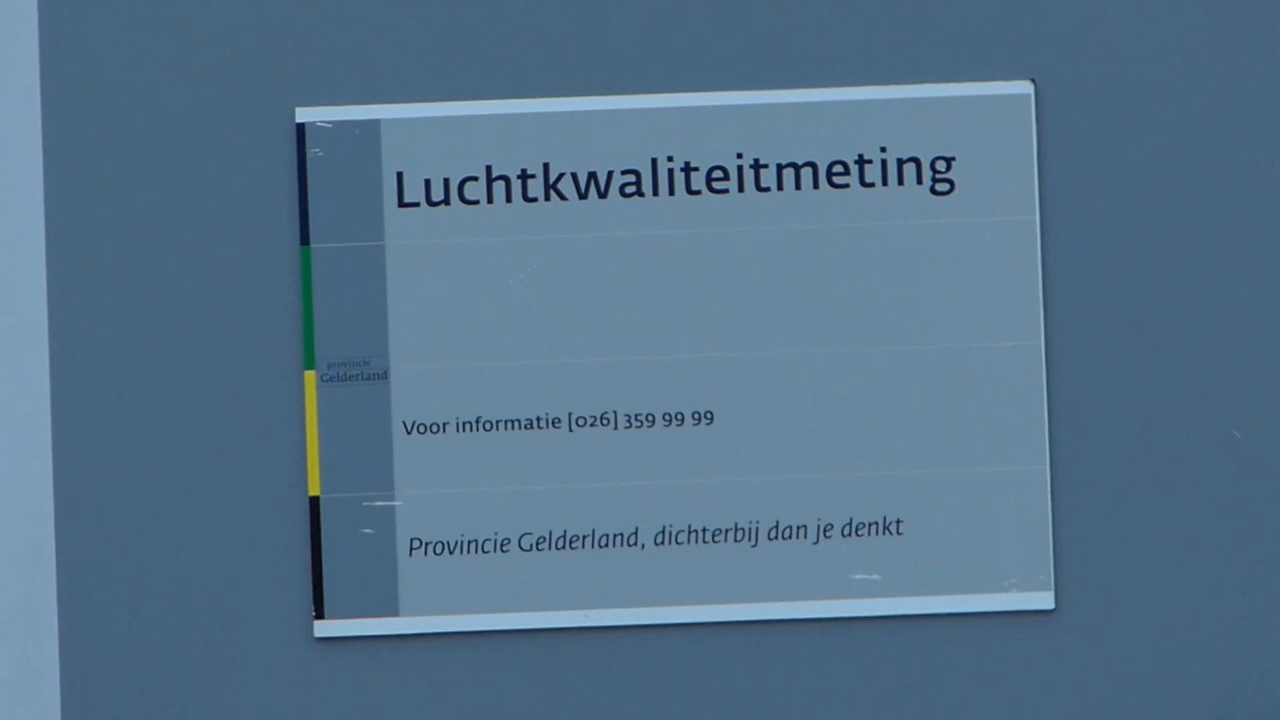 Luchtkwaliteitmeting
provincie
Gelderland
Voor informatie [026] 359 99 99
Provincie Gelderland, dichterbij dan je denkt